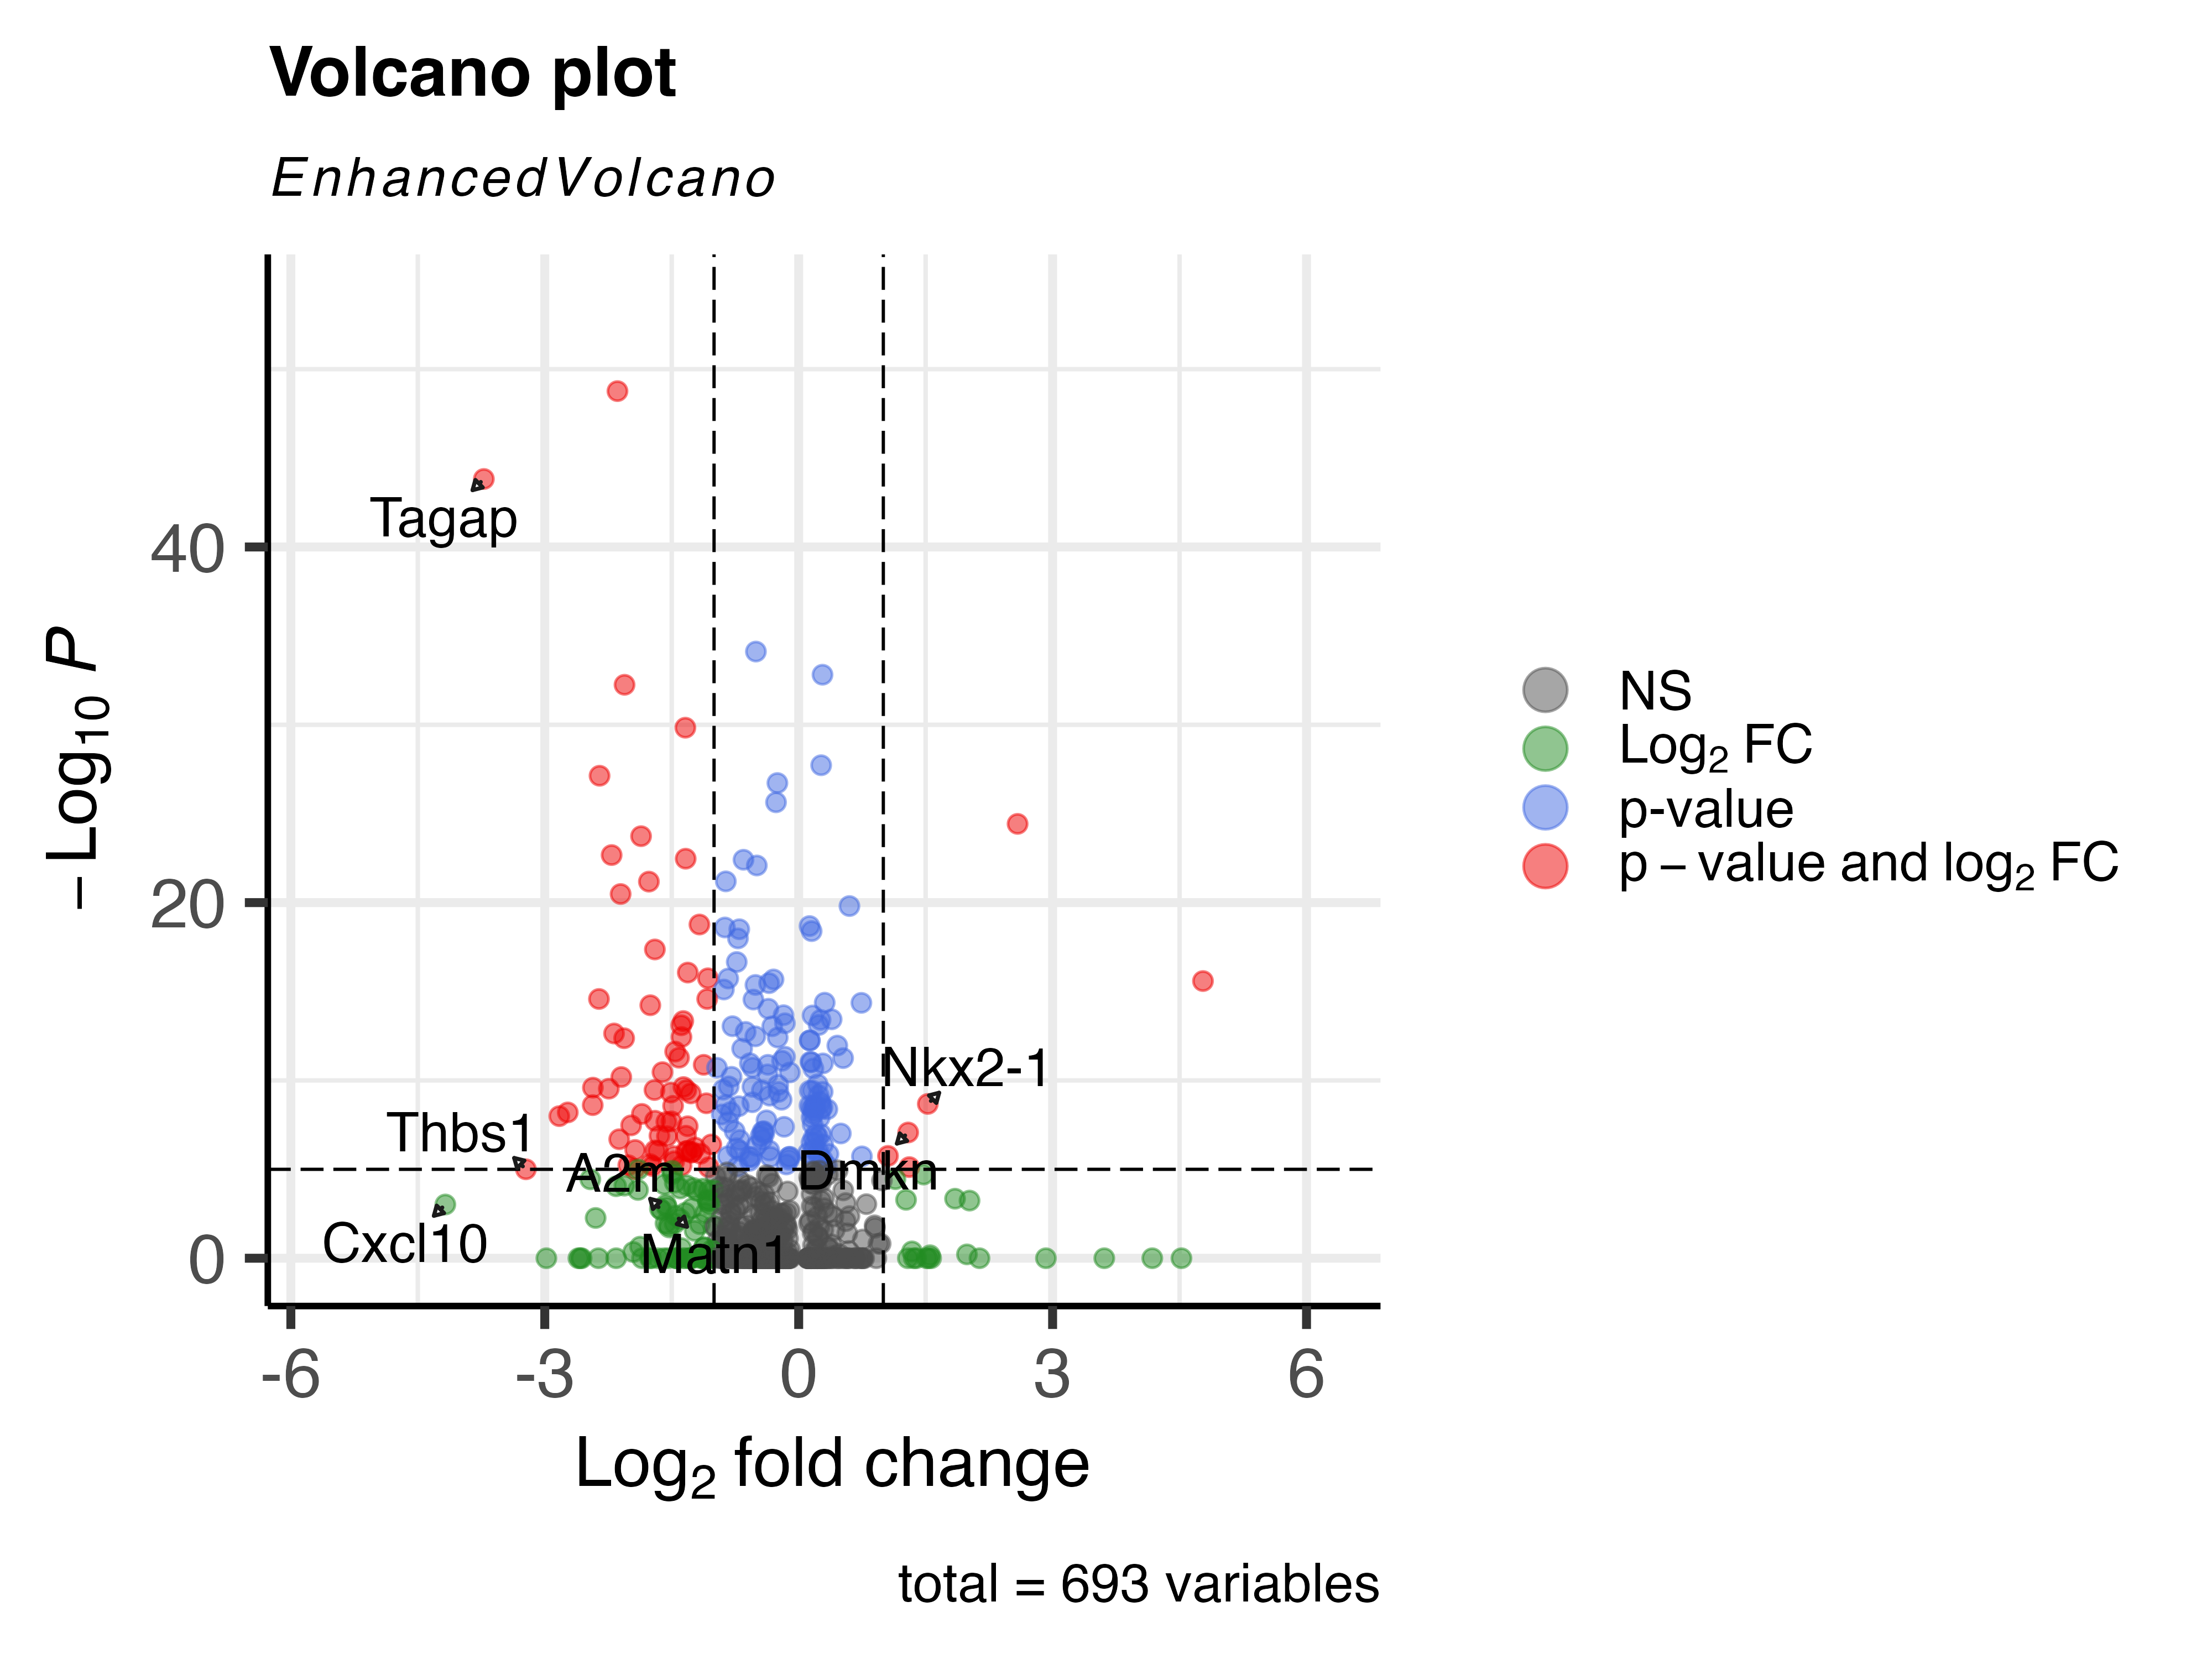 Volcano plot
EnhancedVolcano
− Log₁₀ P
40
20
0
Tagap
Nkx2-1
Thbs1
A2m
Dmkn
Cxcl10
Matn1
-6 -3 0 3 6
Log₂ fold change
NS
Log₂ FC
p-value
p − value and log₂ FC
total = 693 variables